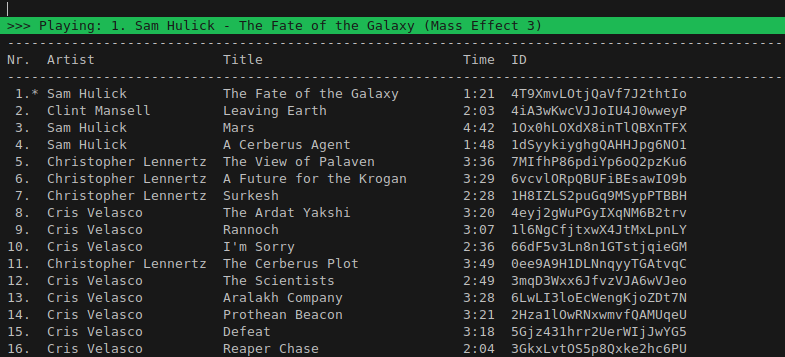 >>> Playing: 1. Sam Hulick - The Fate of the Galaxy (Mass Effect 3)
-------------------------------------------------------------------------------------------------
Nr. Artist Title Time ID
-------------------------------------------------------------------------------------------------
1.* Sam Hulick The Fate of the Galaxy 1:21 4T9XmvLOtjQaVf7J2thtIo
2. Clint Mansell Leaving Earth 2:03 4iA3wKwcVJJoIU4J0wweyP
3. Sam Hulick Mars 4:42 1Ox0hLOXdX8inTlQBXnTFX
4. Sam Hulick A Cerberus Agent 1:48 1dSyykiyghgQAHHJpg6NO1
5. Christopher Lennertz The View of Palaven 3:36 7MIfhP86pdiYp6oQ2pzKu6
6. Christopher Lennertz A Future for the Krogan 3:29 6vcvlORpQBUFiBEsawIO9b
7. Christopher Lennertz Surkesh 2:28 1H8IZLS2puGq9MSypPTBBH
8. Cris Velasco The Ardat Yakshi 3:20 4eyj2gWuPGyIXqNM6B2trv
9. Cris Velasco Rannoch 3:07 1l6NgCfjtxwX4JtMxLpnLY
10. Cris Velasco I'm Sorry 2:36 66dF5v3Ln8n1GTstjqieGM
11. Christopher Lennertz The Cerberus Plot 3:49 0ee9A9H1DLNnqyyTGAtvqC
12. Cris Velasco The Scientists 2:49 3mqD3Wxx6JfvzVJA6wVJeo
13. Cris Velasco Aralakh Company 3:28 6LwLI3loEcWengKjoZDt7N
14. Cris Velasco Prothean Beacon 3:21 2Hza1lOwRNxwmvfQAMUqeU
15. Cris Velasco Defeat 3:18 5Gjz431hrr2UerWIjJwYG5
16. Cris Velasco Reaper Chase 2:04 3GkxLvtOS5p8Qxke2hc6PU